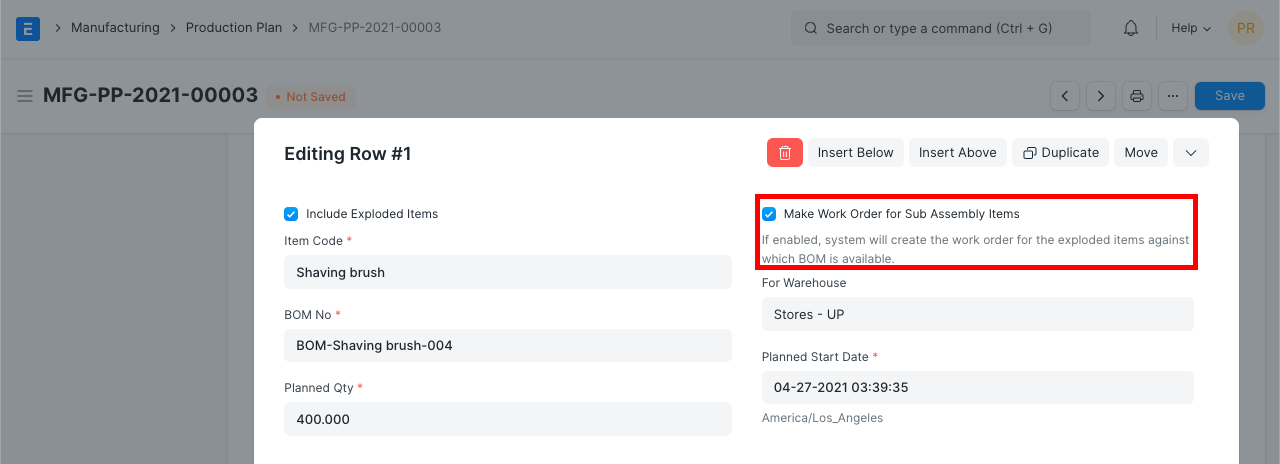 E
Manufacturing
Production Plan
MFG-PP-2021-00003
Search or type a command (Ctrl + G)
Help
PR
MFG-PP-2021-00003
Not Saved
Save
Editing Row #1
Insert Below
Insert Above
Duplicate
Move
Include Exploded Items
Item Code *
Shaving brush
BOM No *
BOM-Shaving brush-004
Planned Qty *
400.000
Make Work Order for Sub Assembly Items
If enabled, system will create the work order for the exploded items against
which BOM is available.
For Warehouse
Stores - UP
Planned Start Date *
04-27-2021 03:39:35
America/Los_Angeles